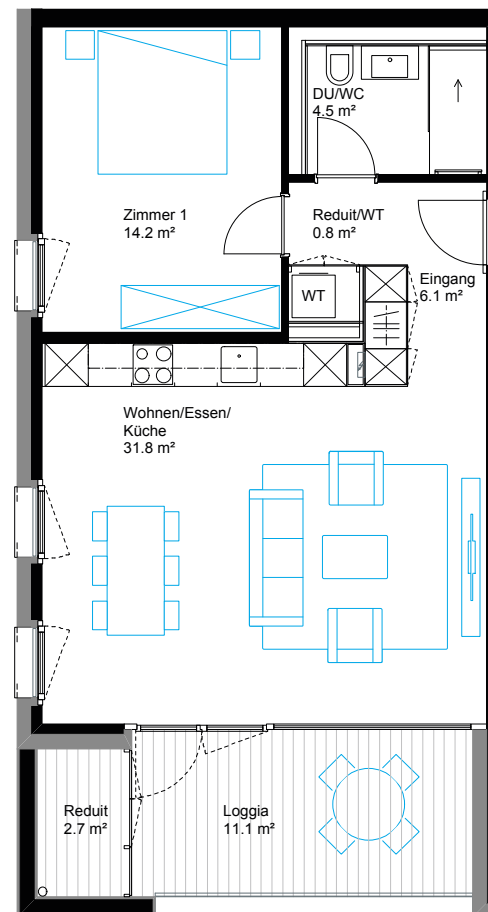 DU/WC
4.5 m²
Zimmer 1
14.2 m²
Reduit/WT
0.8 m²
Eingang
6.1 m²
WT
Wohnen/Essen/
Küche
31.8 m²
Reduit
2.7 m²
Loggia
11.1 m²